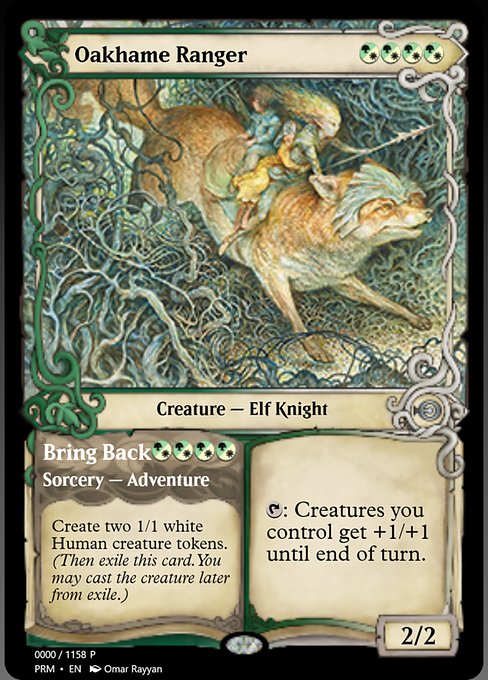 Oakhame Ranger
Creature — Elf Knight
Bring Back
Sorcery — Adventure
Create two 1/1 white
Human creature tokens.
(Then exile this card. You
may cast the creature later
from exile.)
: Creatures you
control get +1/+1
until end of turn.
2/2
0000 / 1158 P
PRM • EN Omar Rayyan